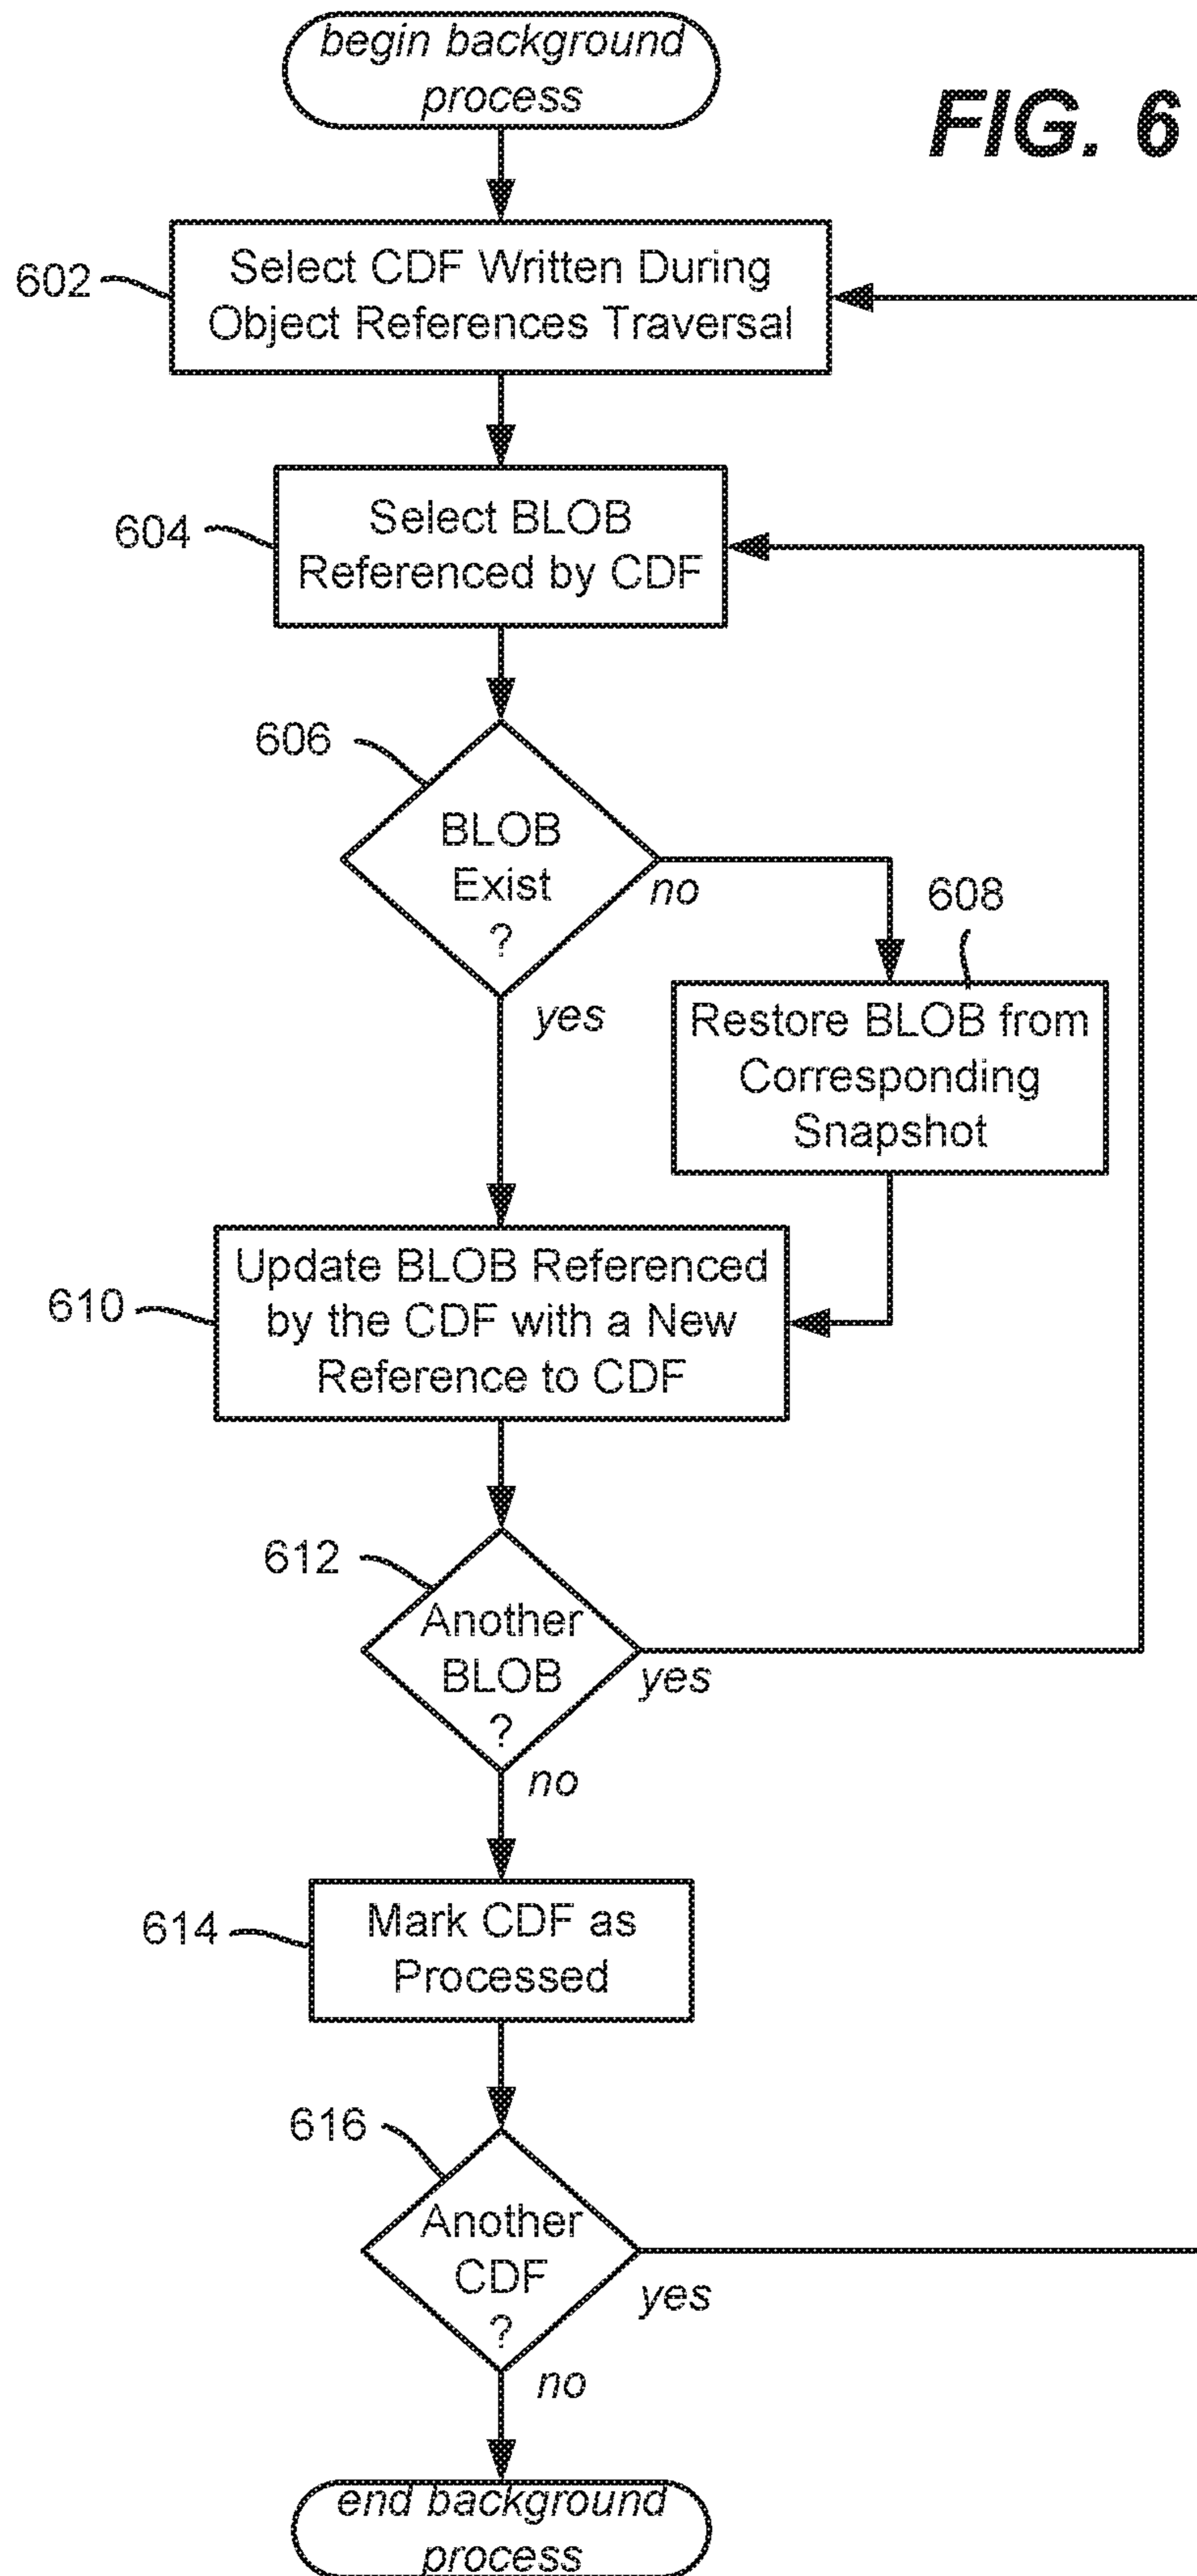 begin background
process
FIG. 6
602
Select CDF Written During
Object References Traversal
604
Select BLOB
Referenced by CDF
606
BLOB
Exist
?
no
yes
608
Restore BLOB from
Corresponding
Snapshot
610
Update BLOB Referenced
by the CDF with a New
Reference to CDF
612
Another
BLOB
?
yes
no
614
Mark CDF as
Processed
616
Another
CDF
?
yes
no
end background
process